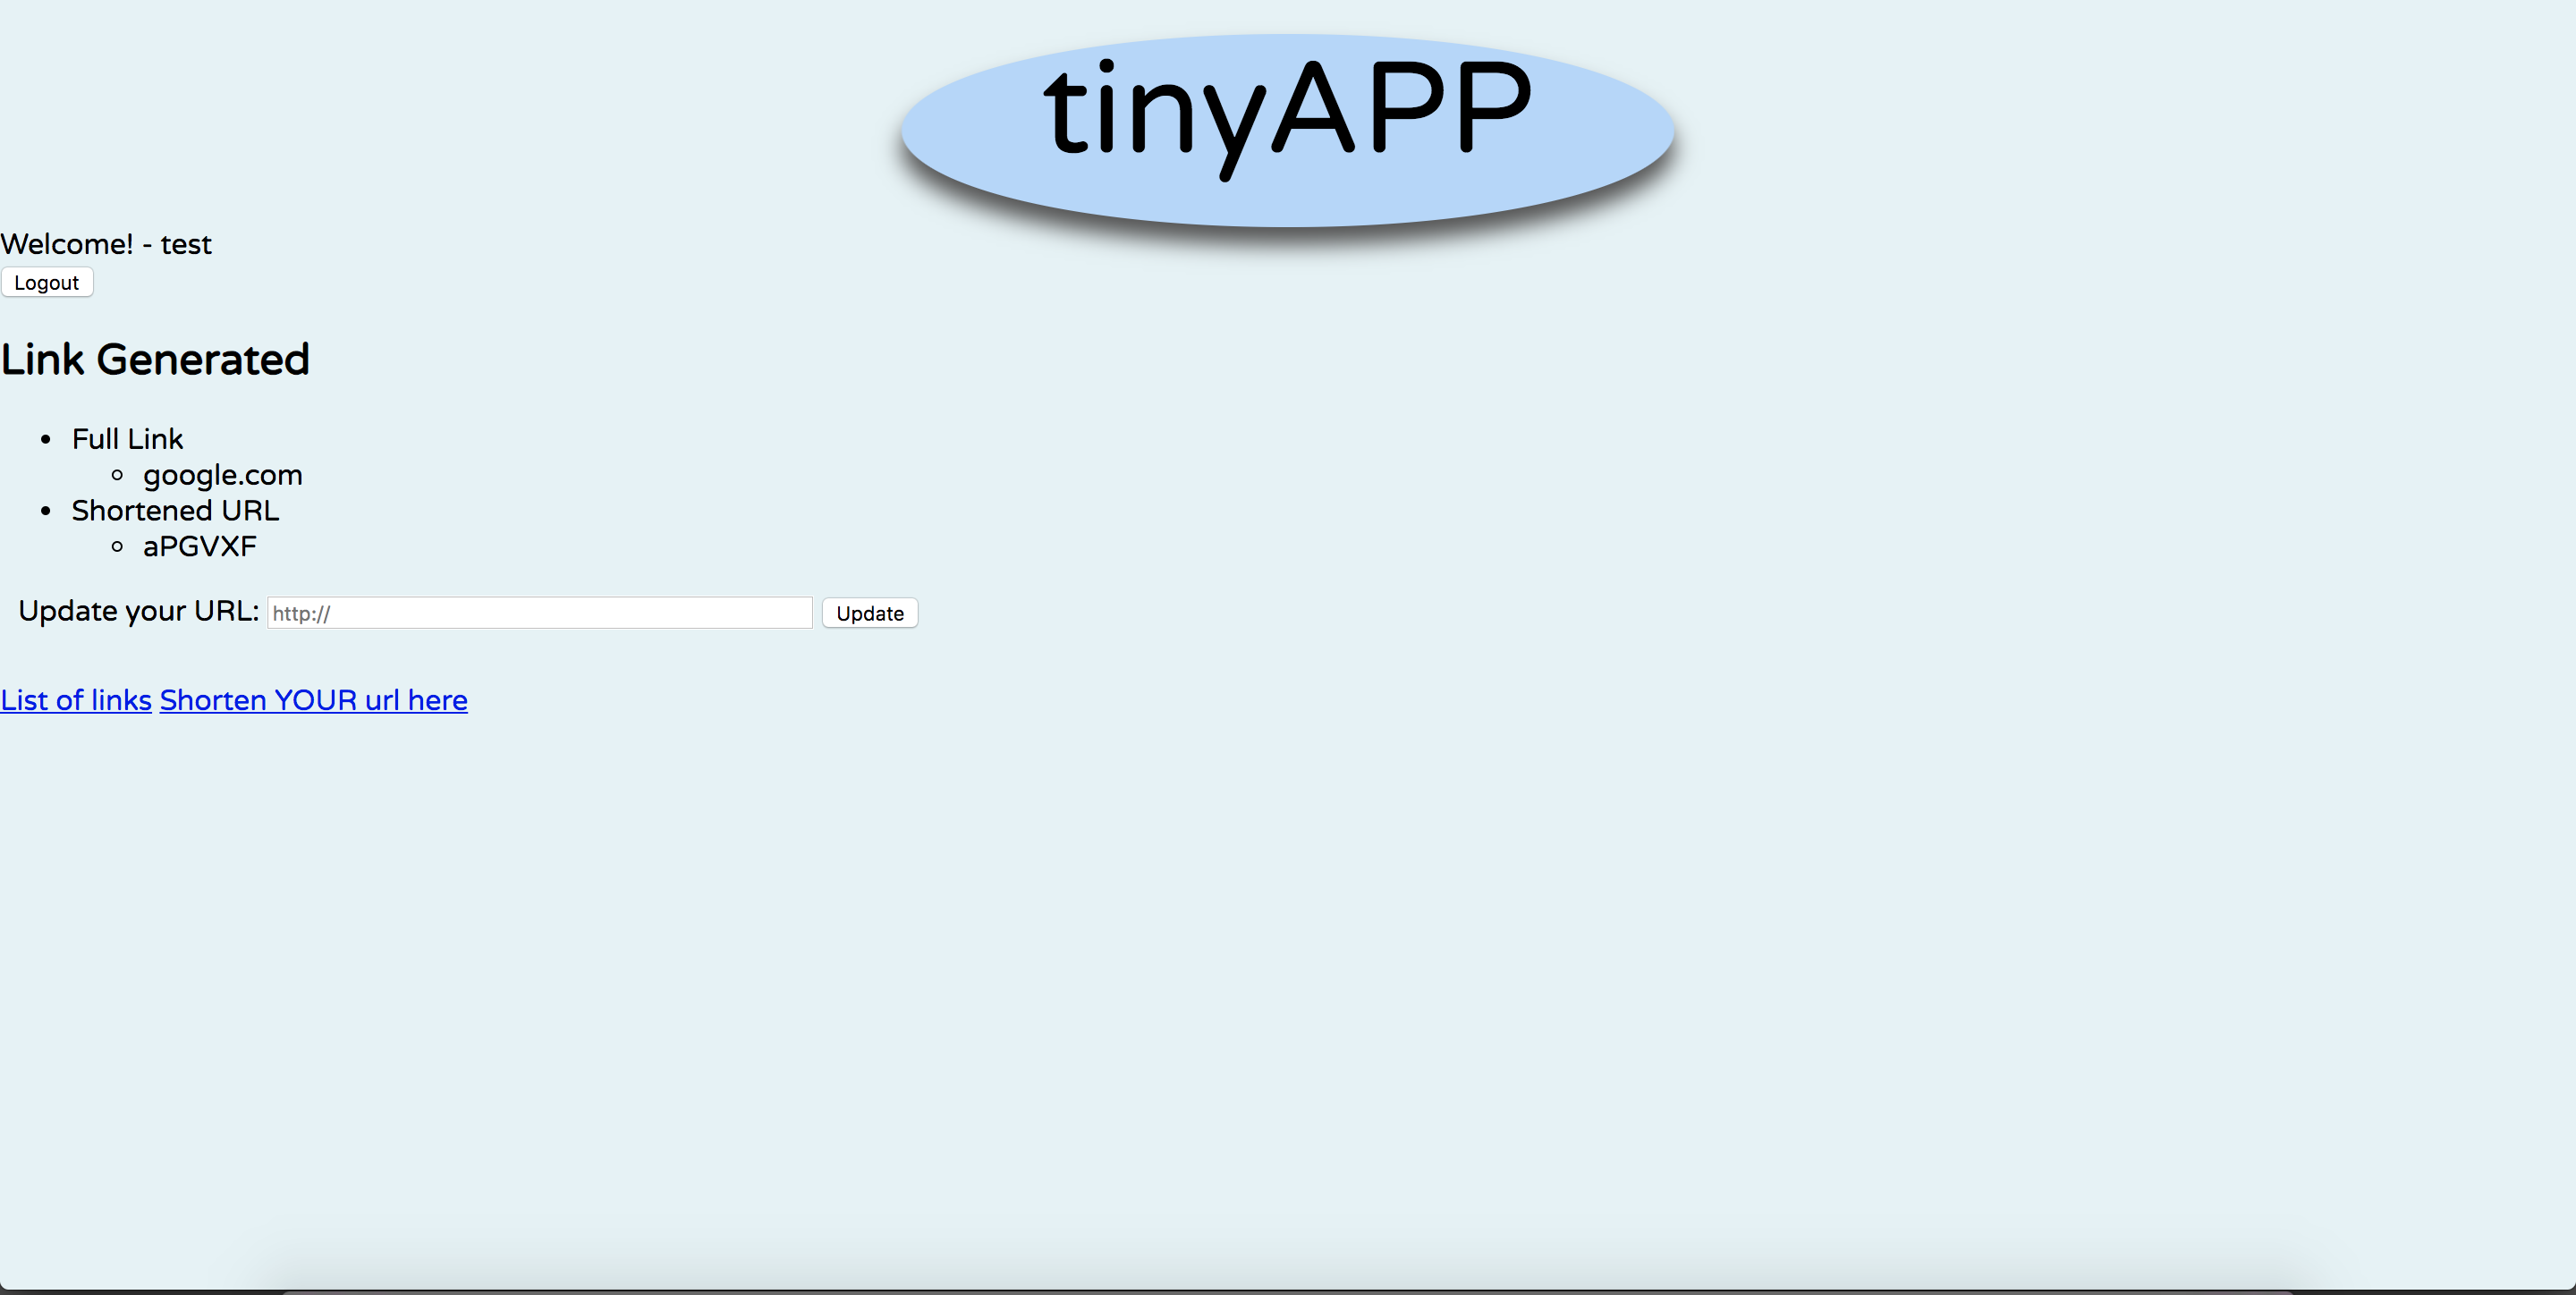 tinyAPP
Welcome! - test
Logout
Link Generated
Full Link
google.com
Shortened URL
aPGVXF
Update your URL: http:// Update
List of links Shorten YOUR url here